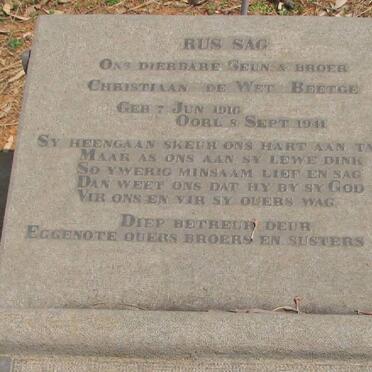 RUS SAG
ONS DIERBARE SEUN & BROER
CHRISTIAAN DE WET BEETGE
GEB 7 JUN 1916
OORL 8 SEPT 1941
SY HEENGAAN SKEUR ONS HART AAN
MAAR AS ONS AAN SY LEWE DINK
SO YWERIG MINSAAM LIEF EN SAG
DAN WEET ONS DAT HY BY SY GOD
VIR ONS EN VIR SY OUERS WAG
DIEP BETREUR DEUR
EGGENOTE OUERS BROERS EN SUSTERS